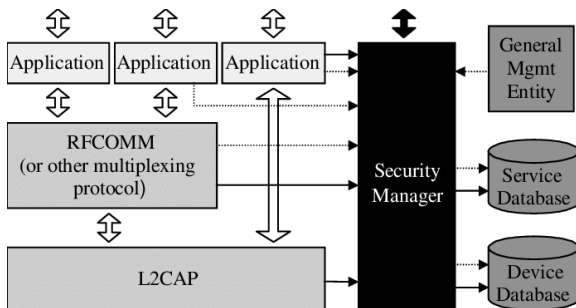 Application
Application
Application
General
Mgmt
Entity
RFCOMM
(or other multiplexing
protocol)
Security
Manager
Service
Database
L2CAP
Device
Database